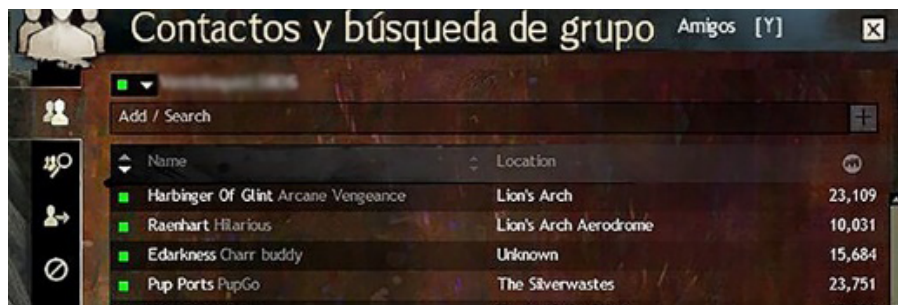 Contactos y búsqueda de grupo Amigos [Y]
Add / Search
Name Location
Harbinger Of Glint Arcane Vengeance Lion's Arch 23,109
Raenhart Hilarious Lion's Arch Aerodrome 10,031
Edarkness Charr buddy Unknown 15,684
Pup Ports PupGo The Silverwastes 23,751